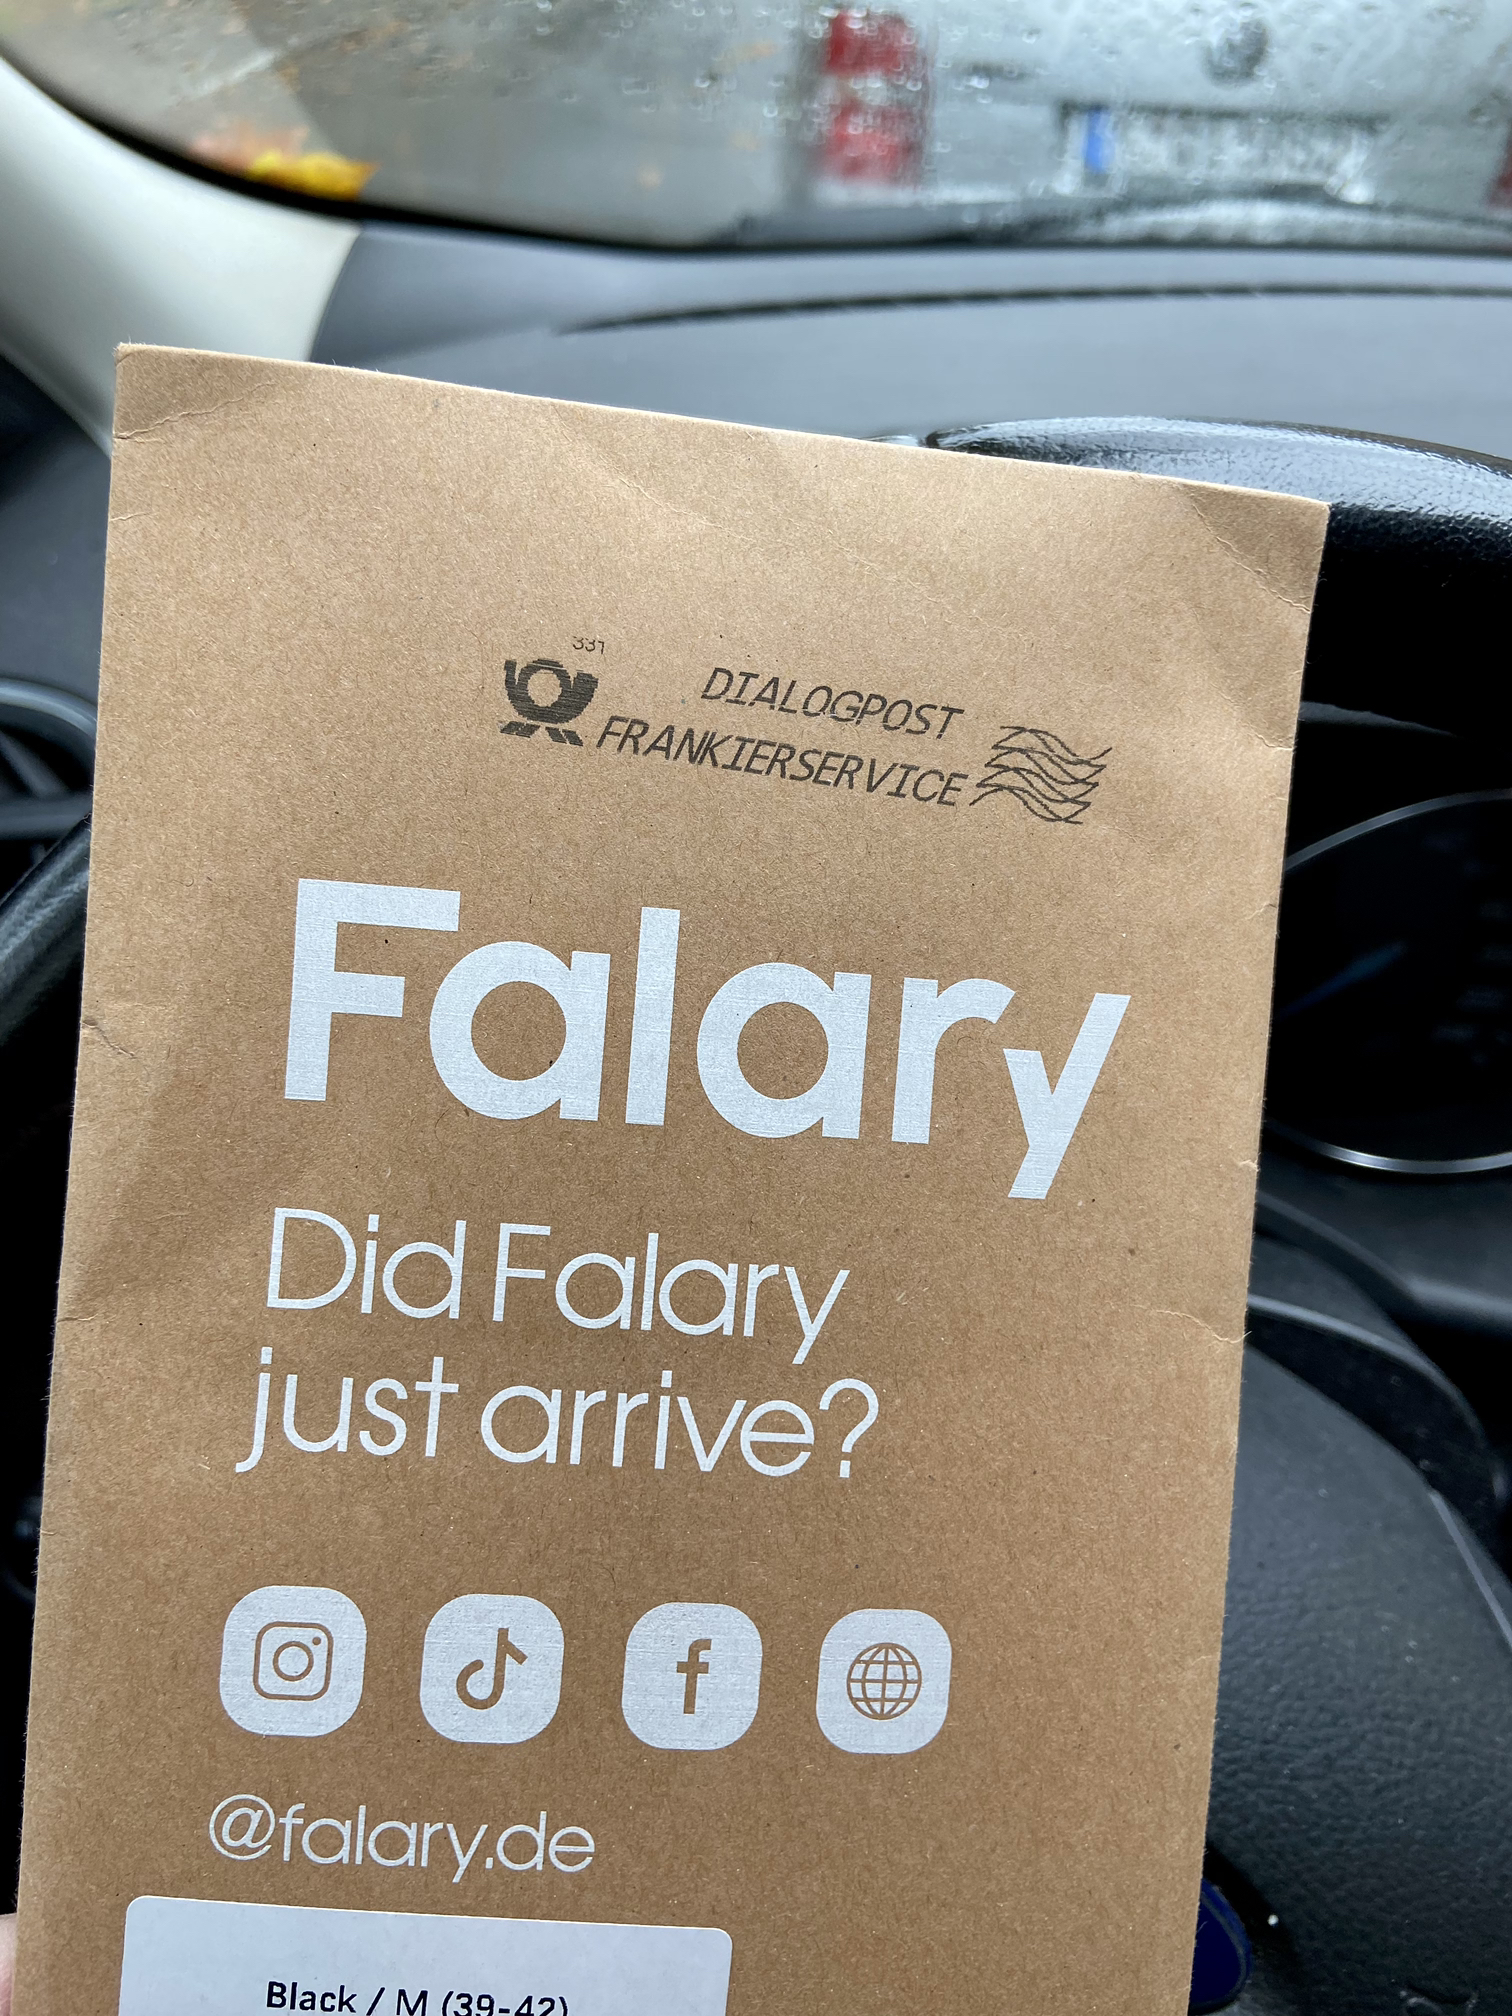 331
DIALOGPOST
FRANKIERSERVICE
Falary
Did Falary
just arrive?
@falary.de
Black / M (39-42)